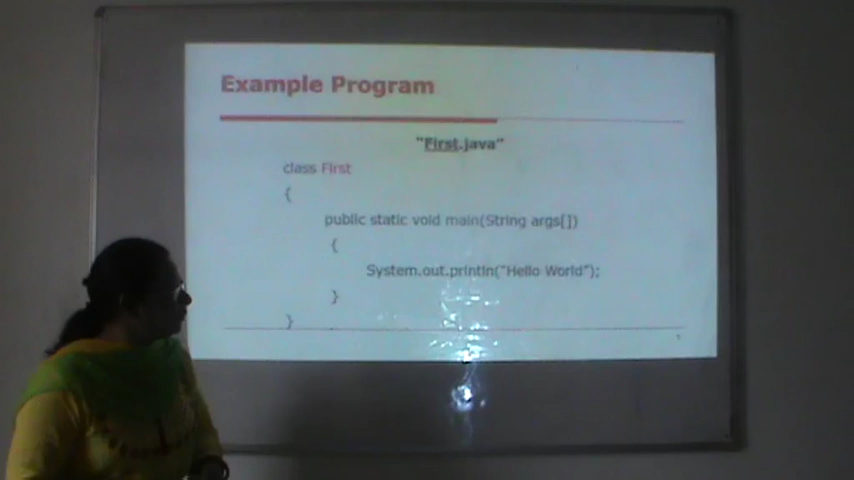 Example Program
"First.java"
class First
{
public static void main(String args[])
{
System.out.println("Hello World");
}
}